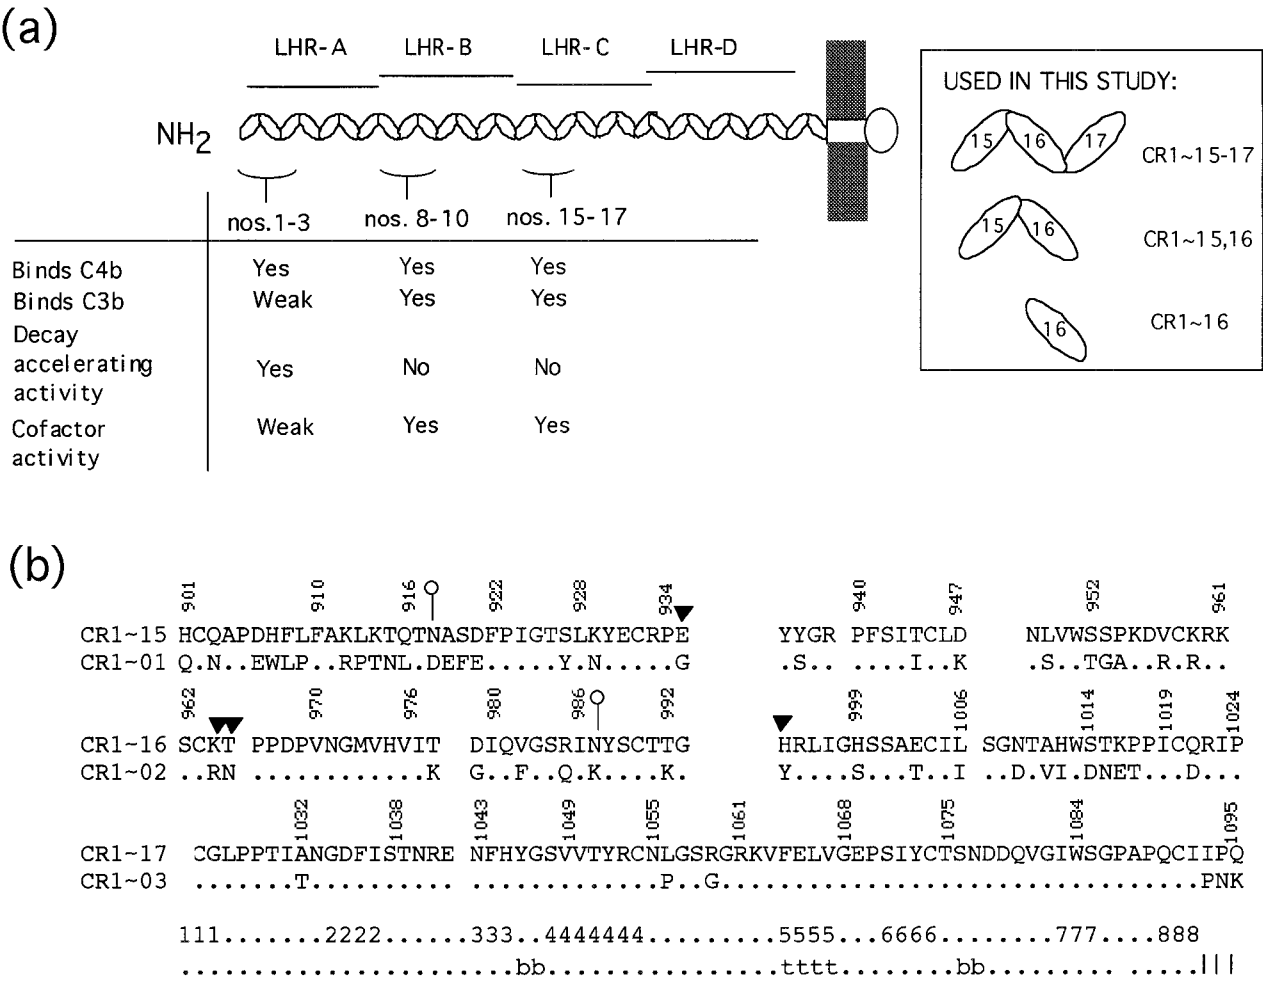 (a)
LHR-A LHR-B LHR-C LHR-D
NH2
nos.1-3 nos. 8-10 nos. 15-17
Binds C4b Yes Yes Yes
Binds C3b Weak Yes Yes
Decay
accelerating Yes No No
activity
Cofactor Weak Yes Yes
activity
USED IN THIS STUDY:
15 16 17 CR1~15-17
15 16 CR1~15,16
16 CR1~16
(b)
901 910 916 922 928 934 940 947 952 961
CR1~15 HCQAPDHFLFAKLKTQTNASDFPIGTSLKYECRPE YYGR PFSITCLD NLVWSSPKDVCKRK
CR1~01 Q.N..EWLP..RPTNL.DEFE.....Y.N.....G .S.. ....I..K .S..TGA..R.R..
962 970 976 980 986 992 999 1006 1014 1019 1024
CR1~16 SCKT PPDPVNGMVHVIT DIQVGSRINYSCTTG HRLIGHSSAECIL SGNTAHWSTKPPICQRIP
CR1~02 ..RN ............K G..F..Q.K....K. Y....S...T..I ..D.VI.DNET...D...
1032 1038 1043 1049 1055 1061 1068 1075 1084 1095
CR1~17 CGLPPTIANGDFISTNRE NFHYGSVVTYRCNLGSRGRKVFELVGEPSIYCTSNDDQVGIWSGPAPQCIIPQ
CR1~03 .......T.......... ..............P..G...................................PNK
111.......2222......333..4444444.........5555...6666.........777....888
..................bb.................tttt........bb......... .....|||